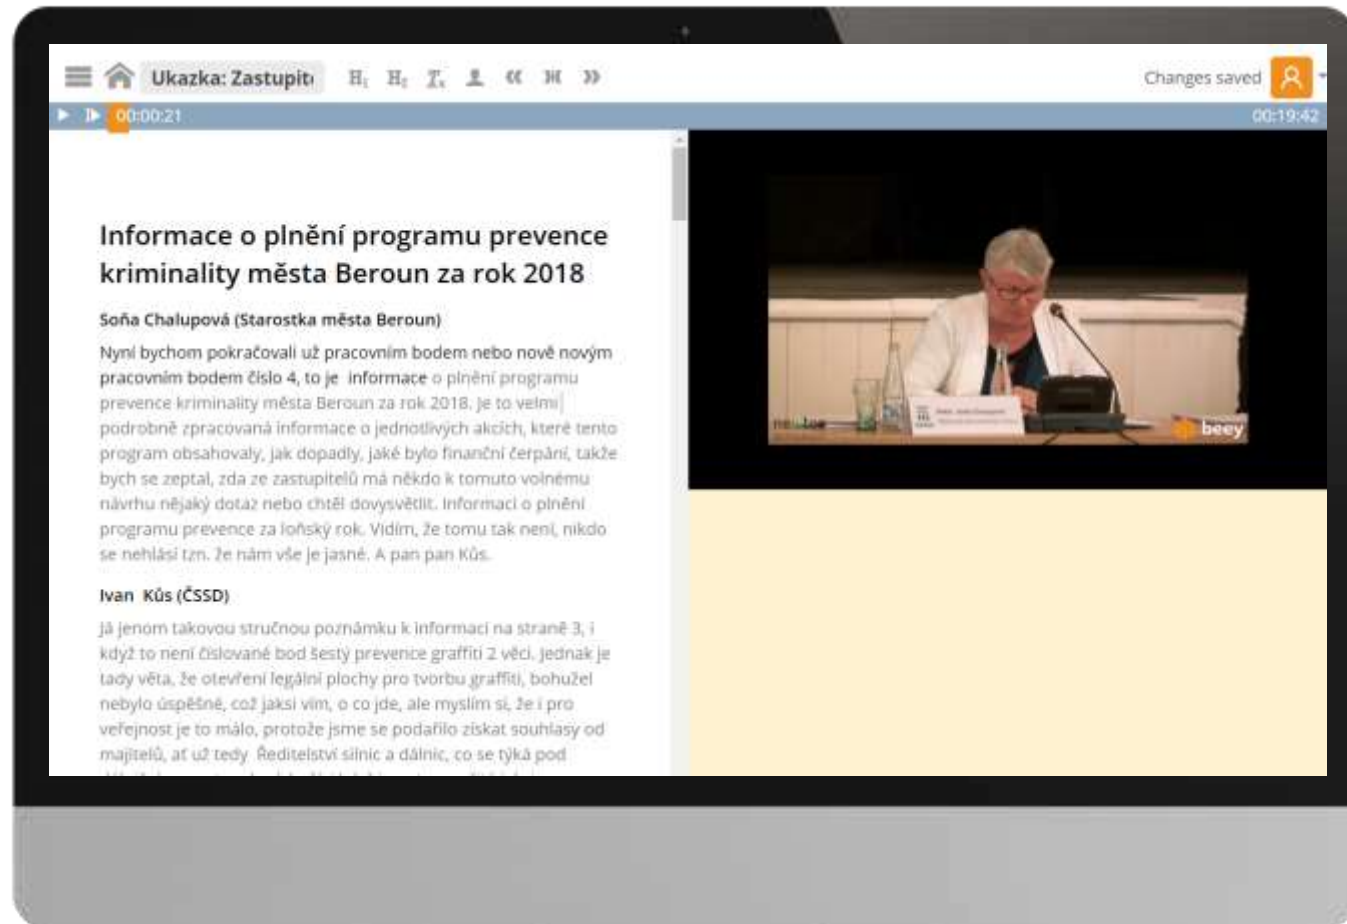 Ukazka: Zastupit
H₁ H₂ Tx
Changes saved
00:00:21
00:19:42
Informace o plnění programu prevence
kriminality města Beroun za rok 2018
Soňa Chalupová (Starostka města Beroun)
Nyní bychom pokračovali už pracovním bodem nebo nově novým
pracovním bodem číslo 4, to je informace o plnění programu
prevence kriminality města Beroun za rok 2018. Je to velmi
podrobně zpracovaná informace o jednotlivých akcích, které tento
program obsahovaly, jak dopadly, jaké bylo finanční čerpání, takže
bych se zeptal, zda ze zastupitelů má někdo k tomuto volnému
návrhu nějaký dotaz nebo chtěl dovysvětlit. Informaci o plnění
programu prevence za loňský rok. Vidím, že tomu tak není, nikdo
se nehlásí tzn. že nám vše je jasné. A pan pan Kůs.
Ivan Kůs (ČSSD)
Já jenom takovou stručnou poznámku k informaci na straně 3, i
když to není číslované bod šestý prevence graffiti 2 věci. Jednak je
tady věta, že otevření legální plochy pro tvorbu graffiti, bohužel
nebylo úspěšné, což jaksi vím, o co jde, ale myslím si, že i pro
veřejnost je to málo, protože jsme se podařilo získat souhlasy od
majitelů, ať už tedy Ředitelství silnic a dálnic, co se týká pod
newton
beey